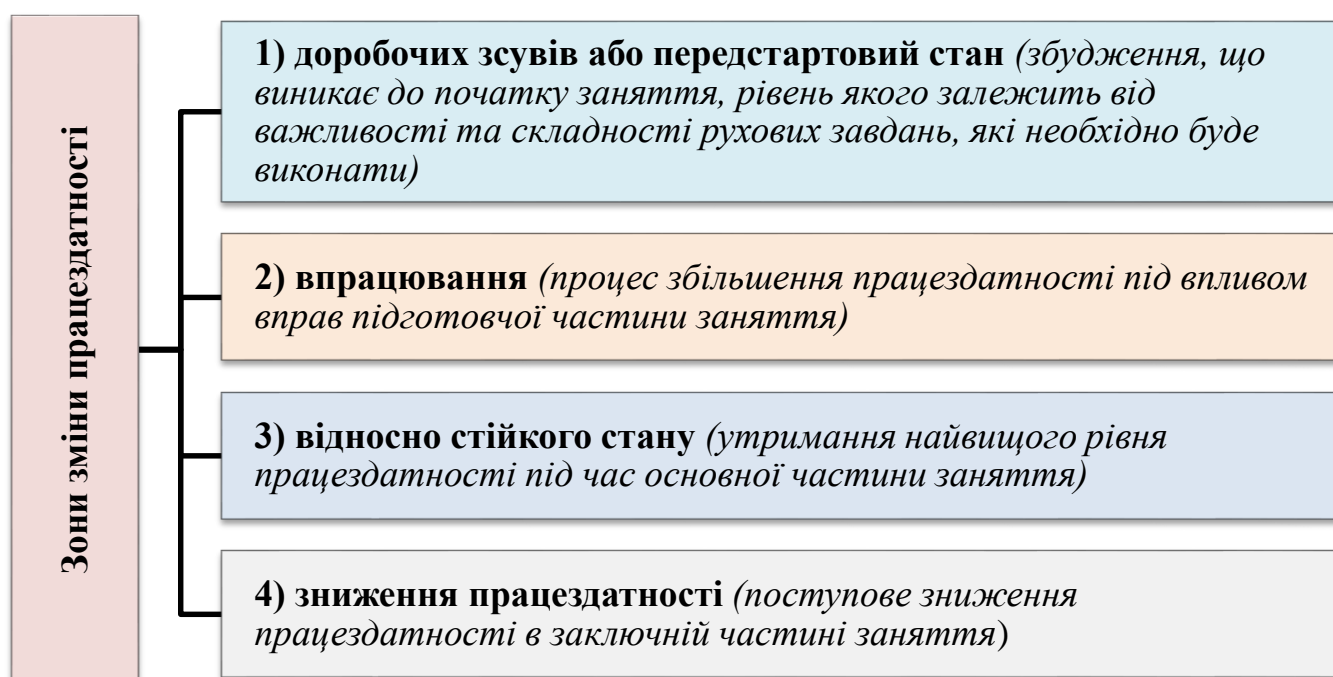 Зони зміни працездатності
1) доробочих зсувів або передстартовий стан (збудження, що
виникає до початку заняття, рівень якого залежить від
важливості та складності рухових завдань, які необхідно буде
виконати)
2) впрацювання (процес збільшення працездатності під впливом
вправ підготовчої частини заняття)
3) відносно стійкого стану (утримання найвищого рівня
працездатності під час основної частини заняття)
4) зниження працездатності (поступове зниження
працездатності в заключній частині заняття)